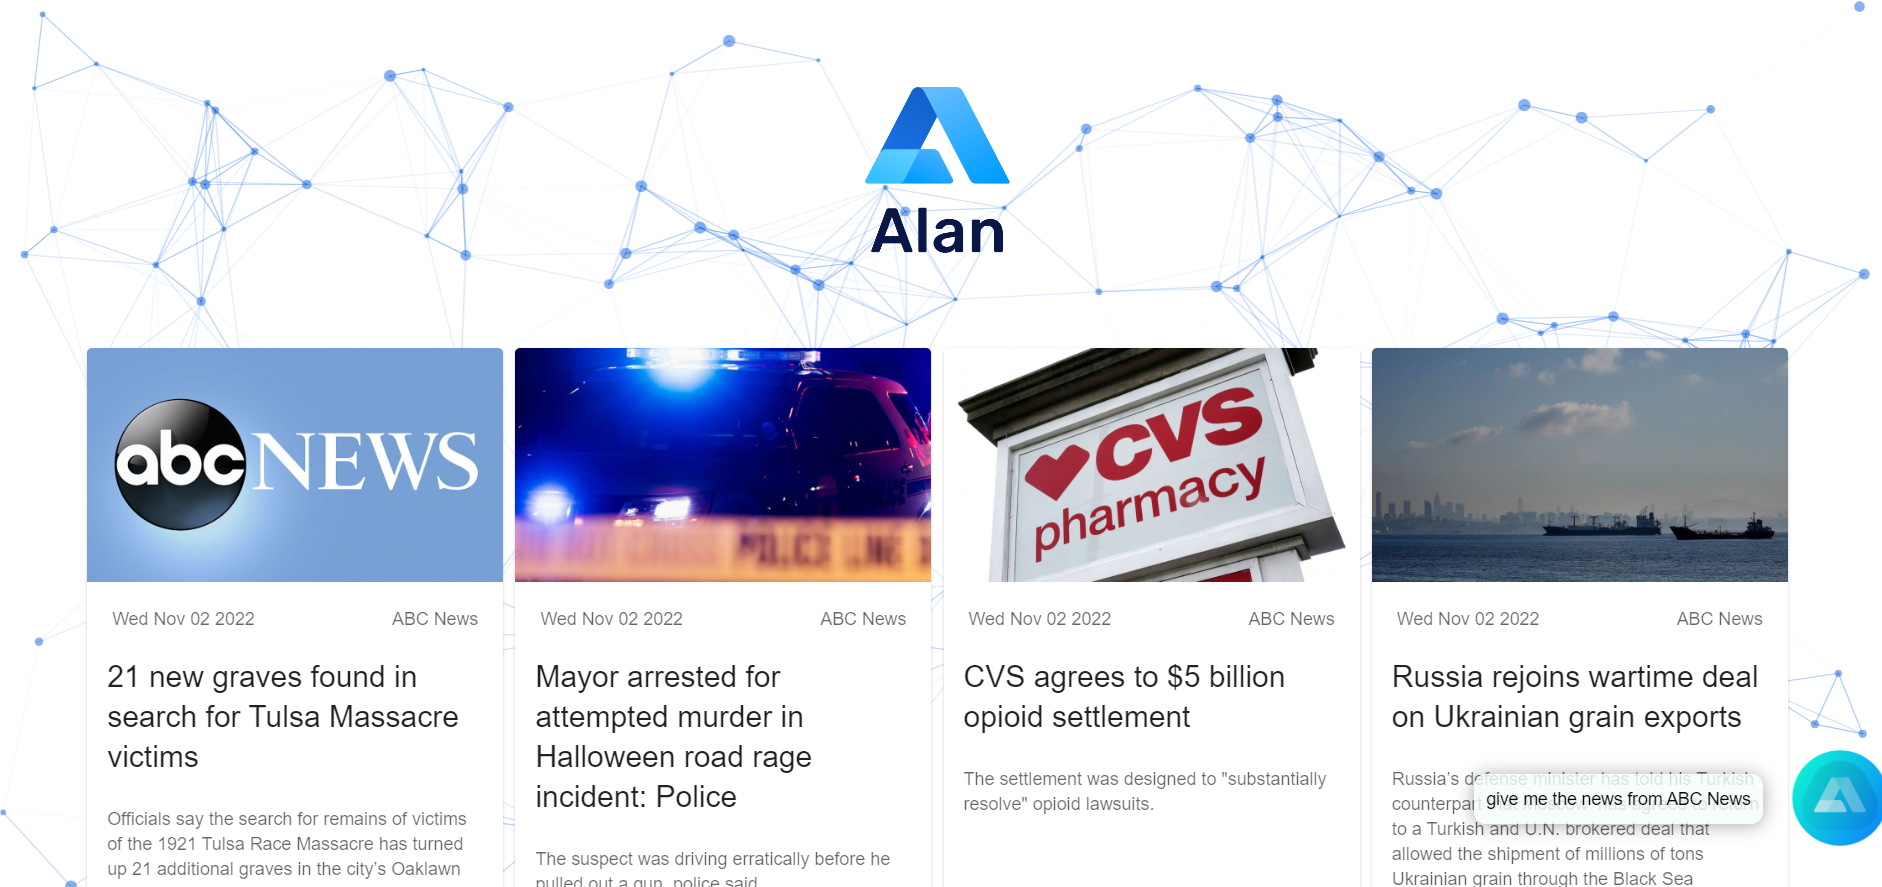 Alan
abc NEWS
POLICE LINE
CVS
pharmacy
Wed Nov 02 2022 ABC News
21 new graves found in
search for Tulsa Massacre
victims
Officials say the search for remains of victims
of the 1921 Tulsa Race Massacre has turned
up 21 additional graves in the city’s Oaklawn
Wed Nov 02 2022 ABC News
Mayor arrested for
attempted murder in
Halloween road rage
incident: Police
The suspect was driving erratically before he
pulled out a gun, police said.
Wed Nov 02 2022 ABC News
CVS agrees to $5 billion
opioid settlement
The settlement was designed to "substantially
resolve" opioid lawsuits.
Wed Nov 02 2022 ABC News
Russia rejoins wartime deal
on Ukrainian grain exports
Russia’s defense minister has told his Turkish
counterpart that Moscow has agreed to return
to a Turkish and U.N. brokered deal that
allowed the shipment of millions of tons
Ukrainian grain through the Black Sea
give me the news from ABC News